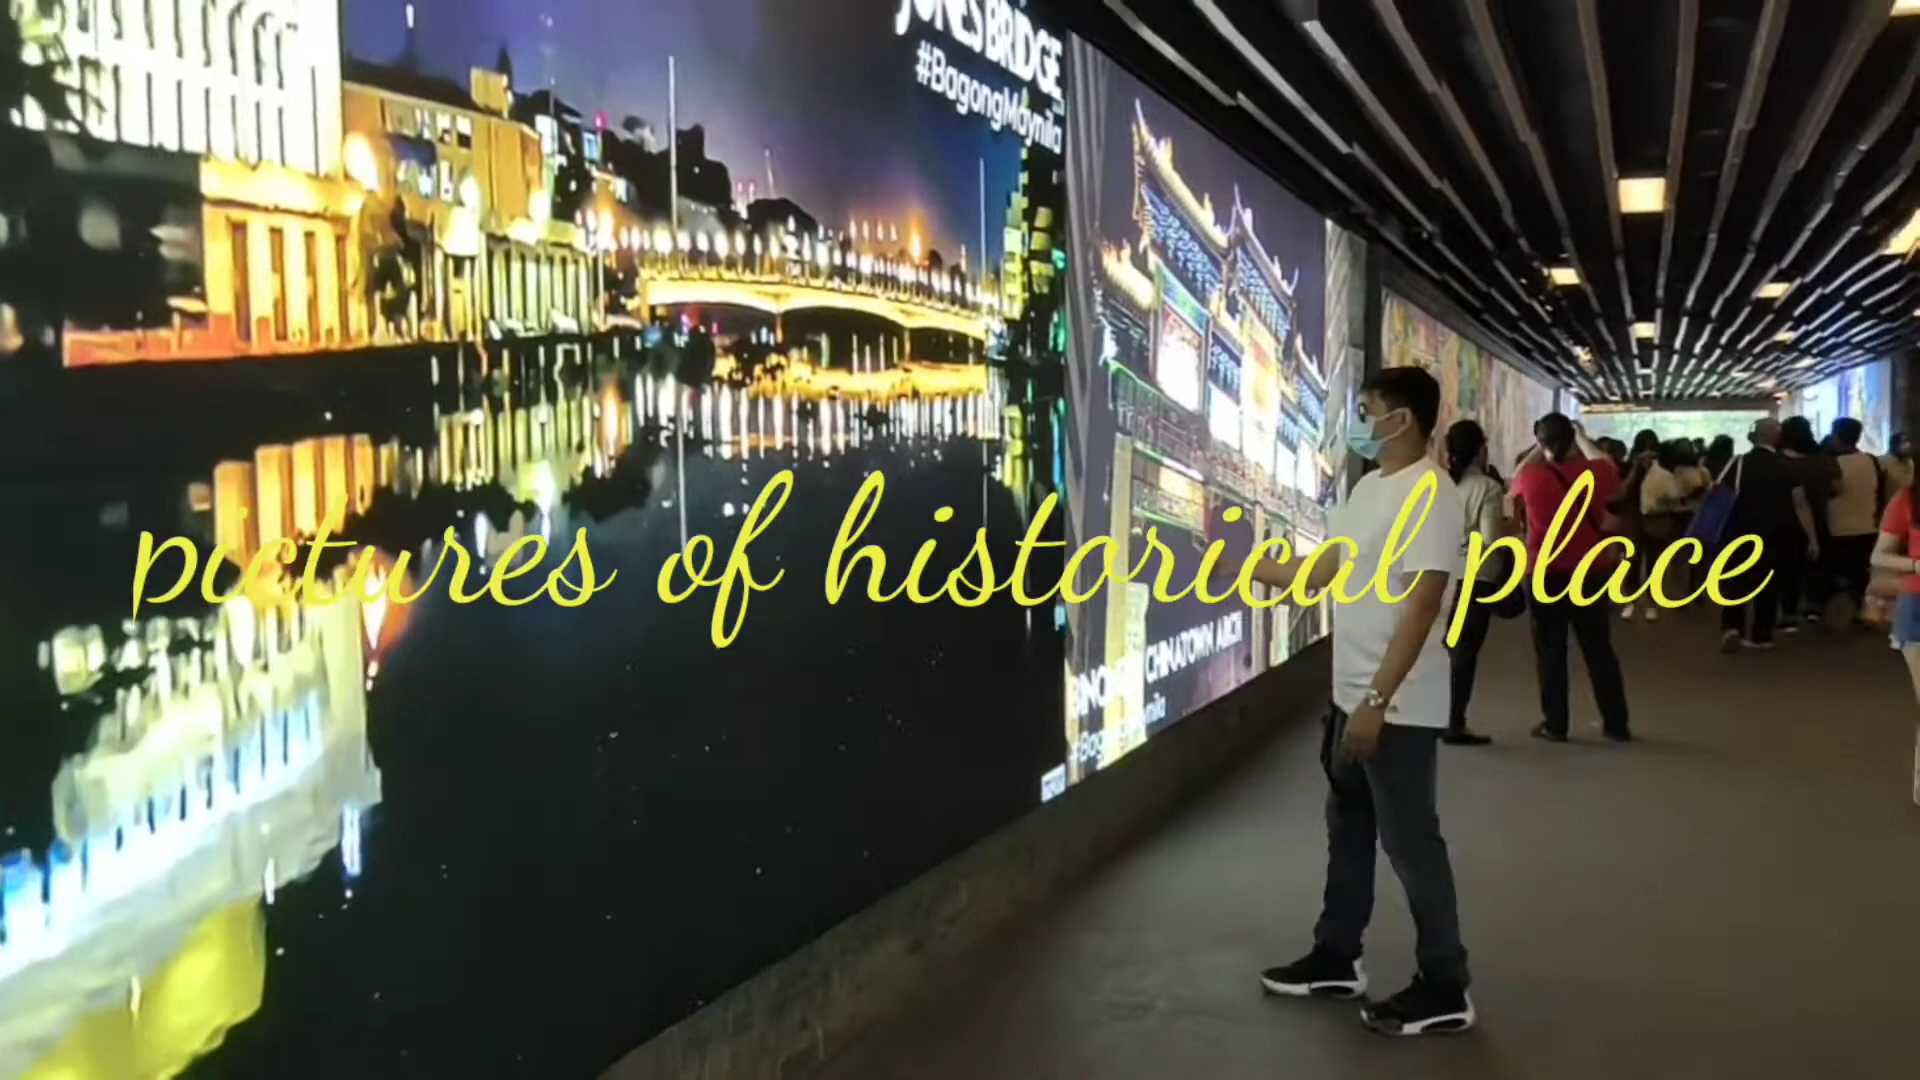 JONES BRIDGE
#BagongMaynila
pictures of historical place
CHINATOWN ARCH